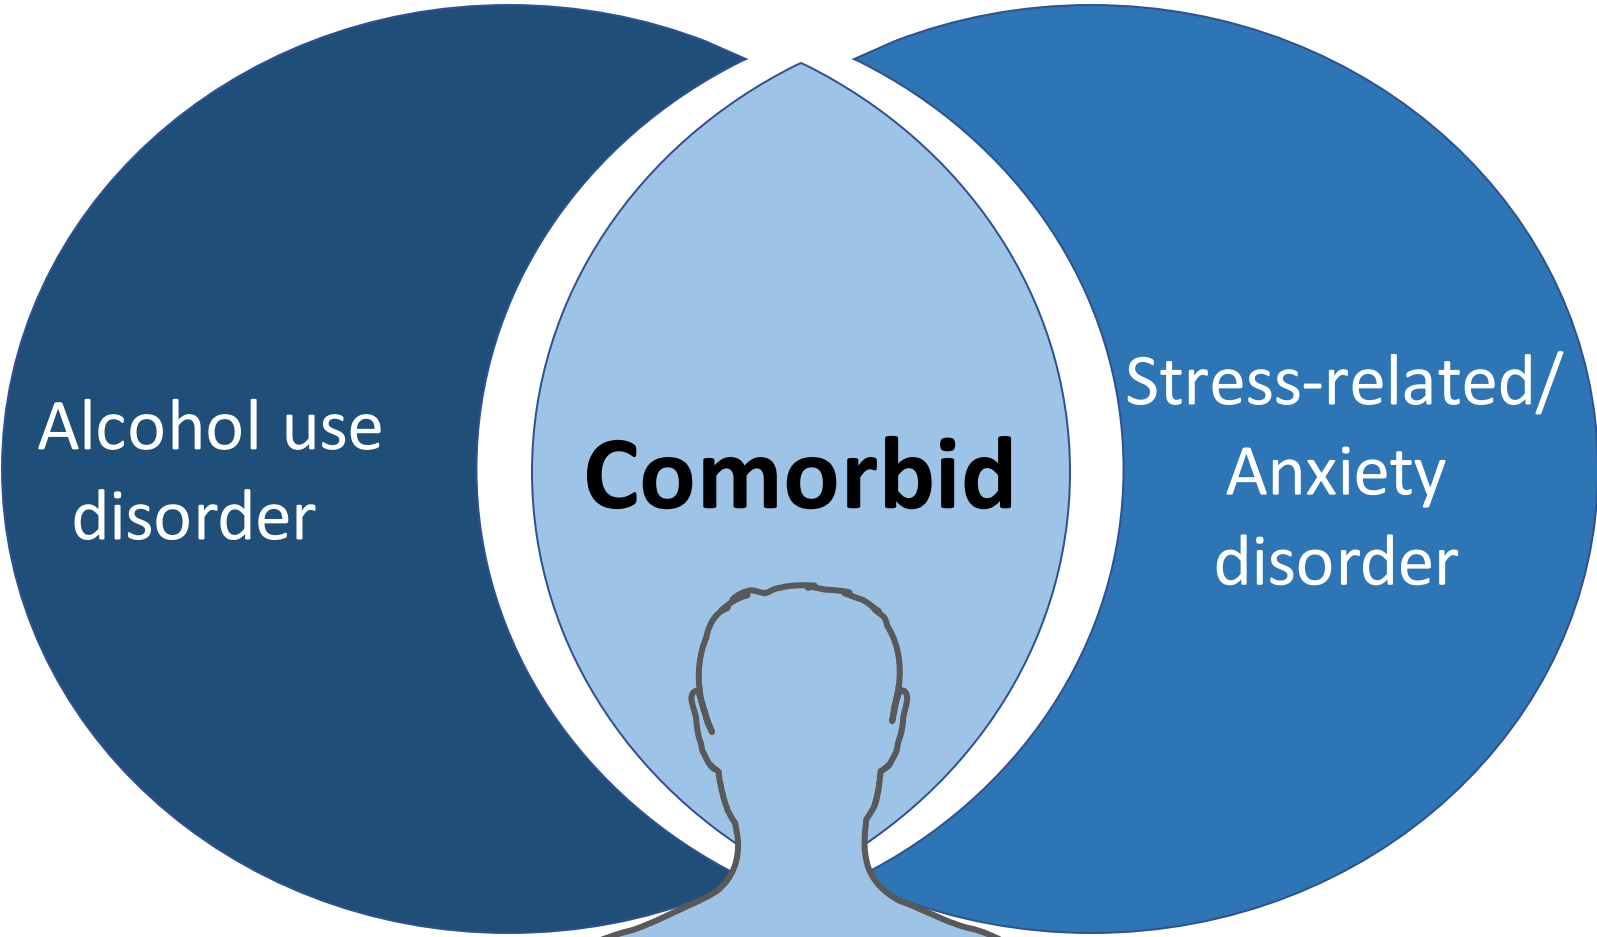 Alcohol use
disorder
Comorbid
Stress-related/
Anxiety
disorder